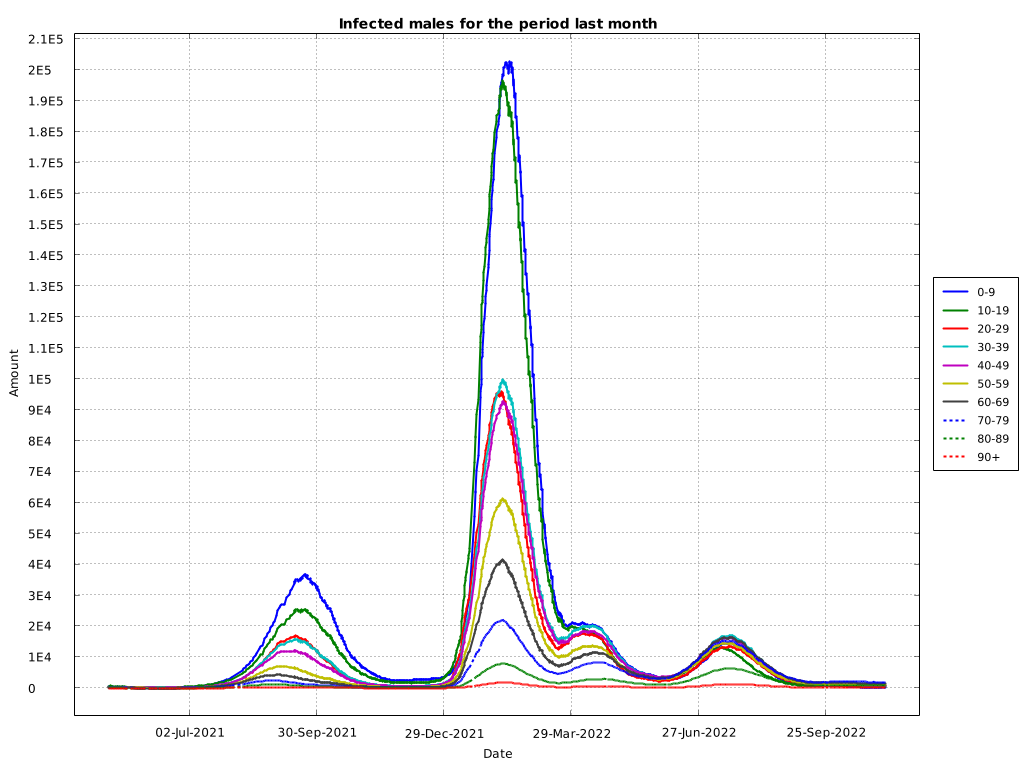 Infected males for the period last month
2.1E5
2E5
1.9E5
1.8E5
1.7E5
1.6E5
1.5E5
1.4E5
1.3E5
1.2E5
1.1E5
1E5
9E4
8E4
7E4
6E4
5E4
4E4
3E4
2E4
1E4
0
Amount
02-Jul-2021
30-Sep-2021
29-Dec-2021
29-Mar-2022
27-Jun-2022
25-Sep-2022
Date
0-9
10-19
20-29
30-39
40-49
50-59
60-69
70-79
80-89
90+